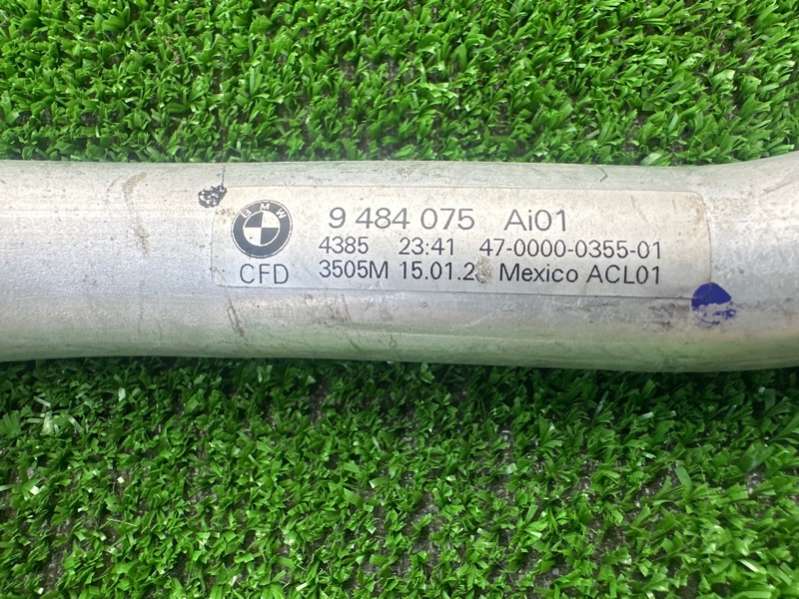 BMW
9 484 075 Ai01
4385 23:41 47-0000-0355-01
CFD 3505M Mexico ACL01